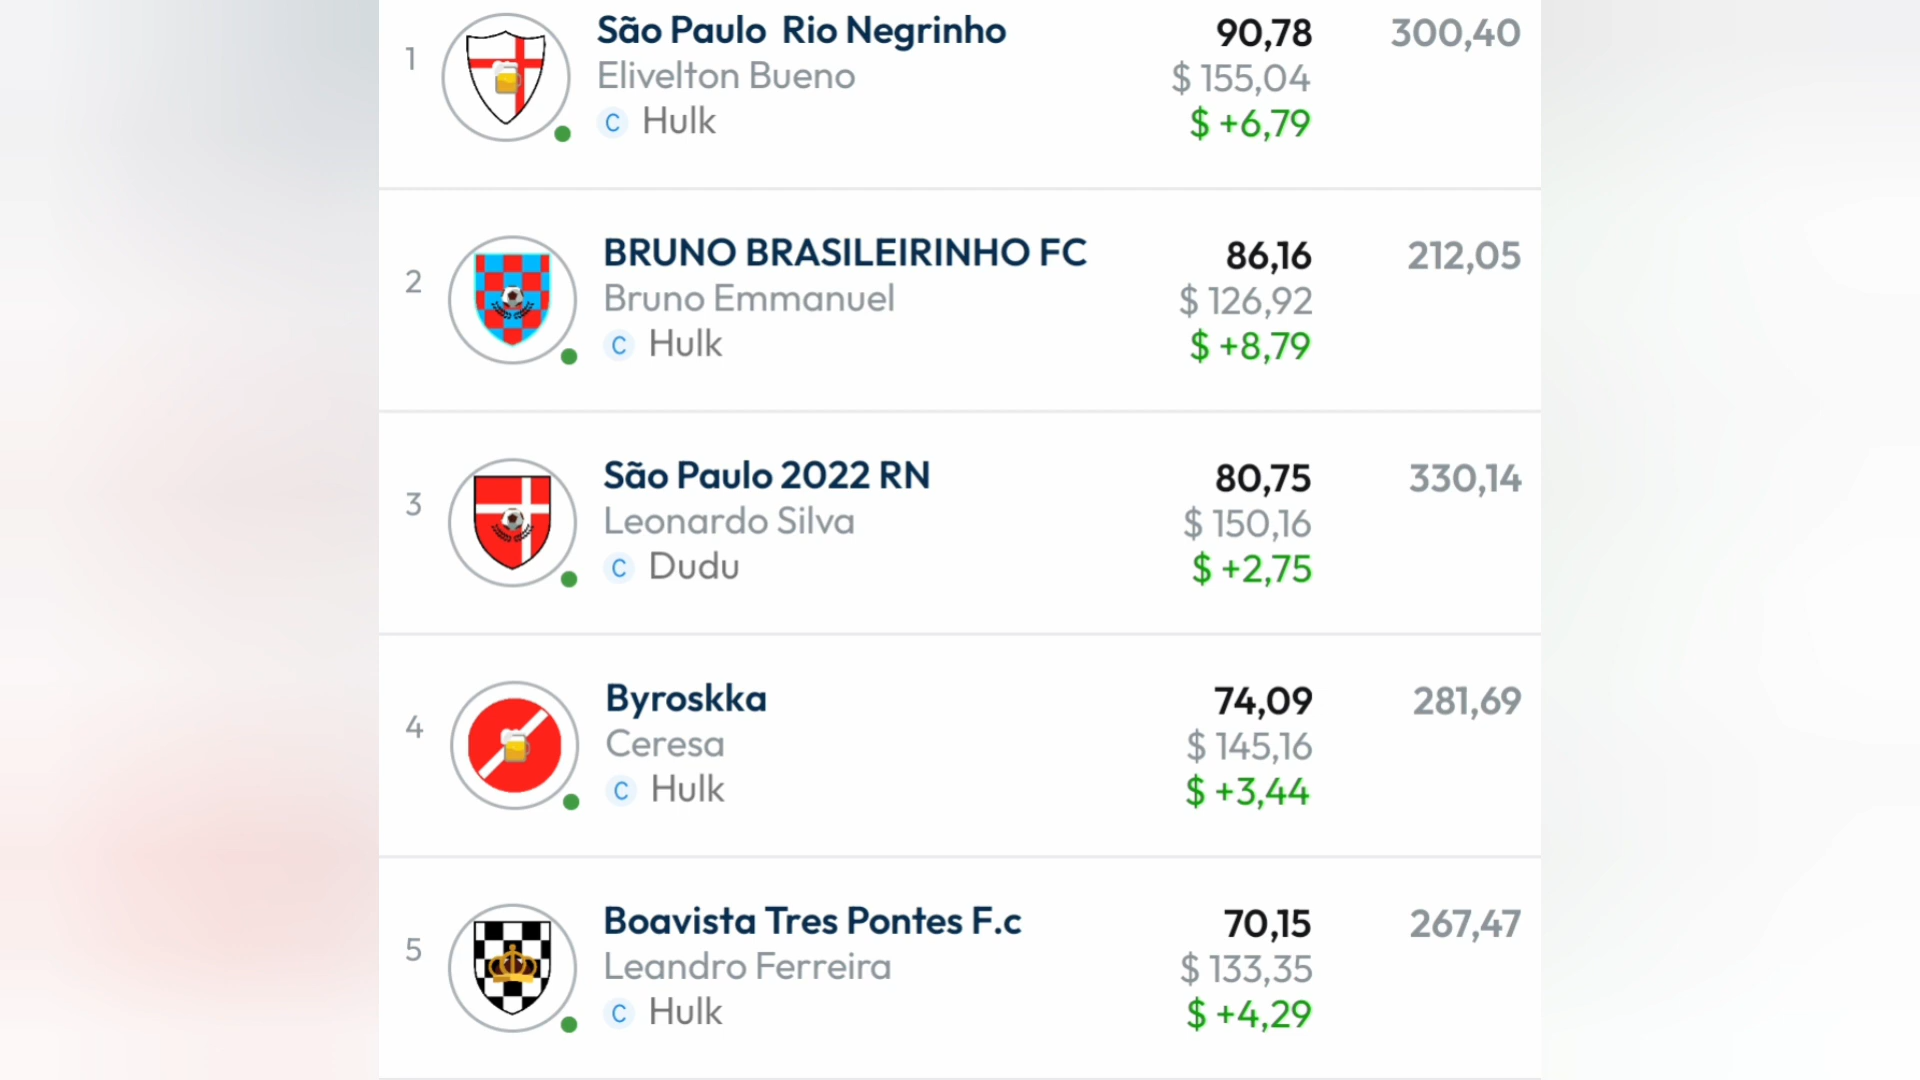 1
São Paulo  Rio Negrinho
Elivelton Bueno
C Hulk
90,78
$ 155,04
$ +6,79
300,40
2
BRUNO BRASILEIRINHO FC
Bruno Emmanuel
C Hulk
86,16
$ 126,92
$ +8,79
212,05
3
São Paulo 2022 RN
Leonardo Silva
C Dudu
80,75
$ 150,16
$ +2,75
330,14
4
Byroskka
Ceresa
C Hulk
74,09
$ 145,16
$ +3,44
281,69
5
Boavista Tres Pontes F.c
Leandro Ferreira
C Hulk
70,15
$ 133,35
$ +4,29
267,47